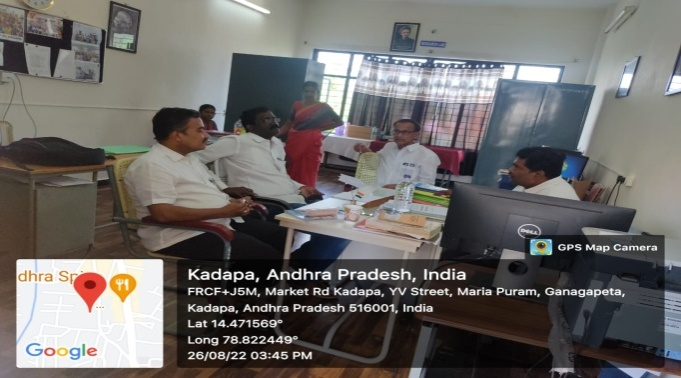 DELL
GPS Map Camera
dhra Sp
Google
Kadapa, Andhra Pradesh, India
FRCF+J5M, Market Rd Kadapa, YV Street, Maria Puram, Ganagapeta,
Kadapa, Andhra Pradesh 516001, India
Lat 14.471569°
Long 78.822449°
26/08/22 03:45 PM